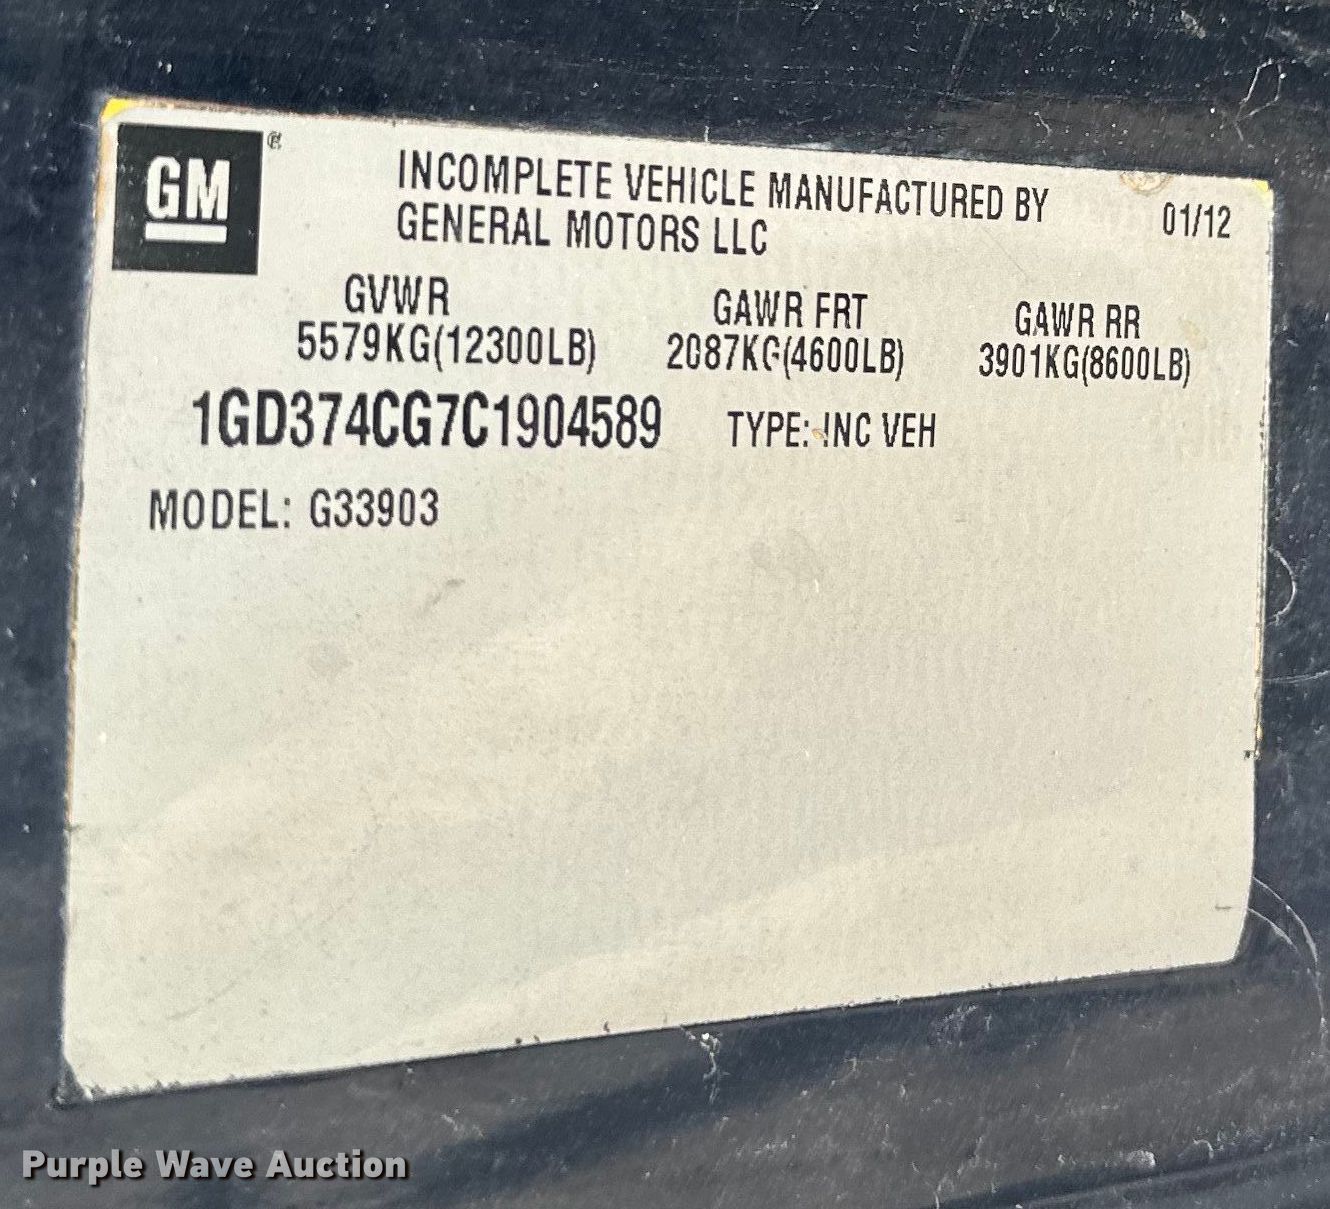 GM
INCOMPLETE VEHICLE MANUFACTURED BY
GENERAL MOTORS LLC
01/12
GVWR
5579KG(12300LB)
GAWR FRT
2087KG(4600LB)
GAWR RR
3901KG(8600LB)
1GD374CG7C1904589
TYPE: INC VEH
MODEL: G33903
Purple Wave Auction